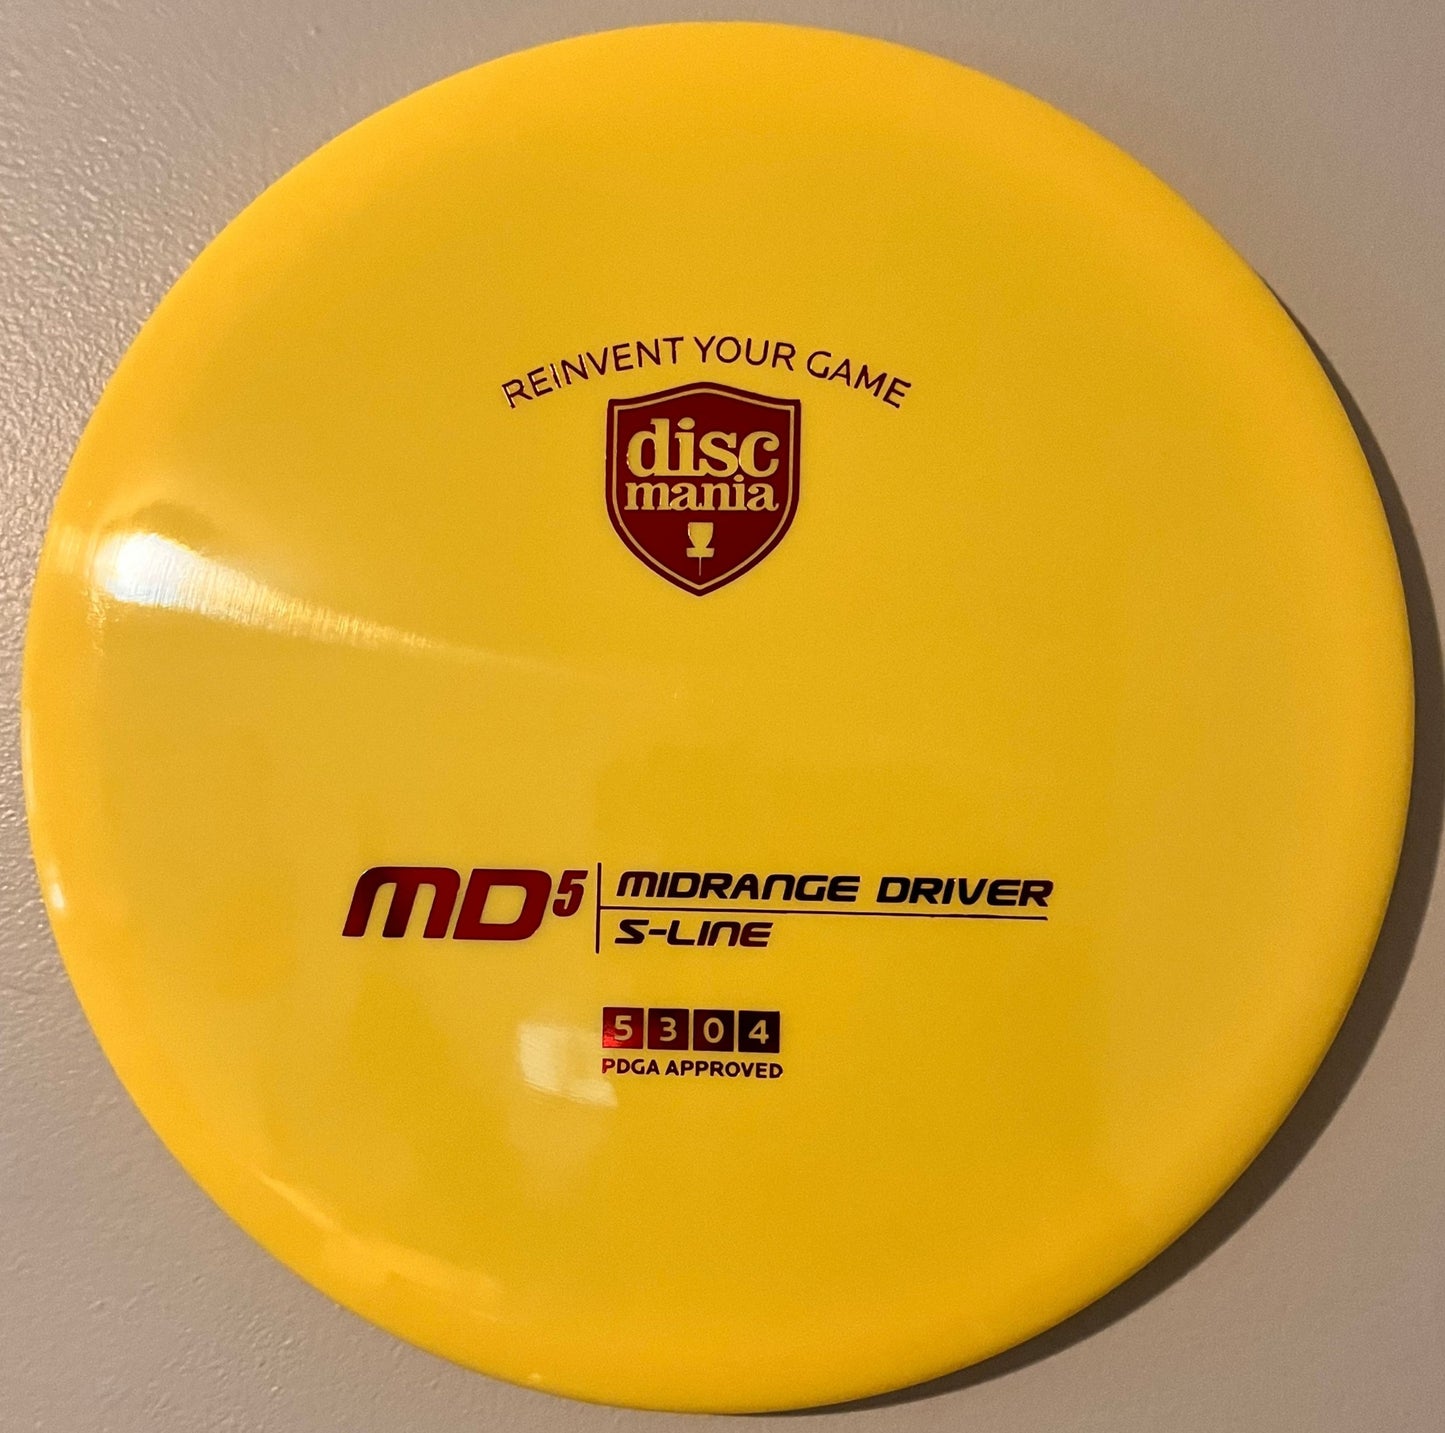 REINVENT YOUR GAME
disc
mania
MD5 MIDRANGE DRIVER
S-LINE
5 3 0 4
PDGA APPROVED